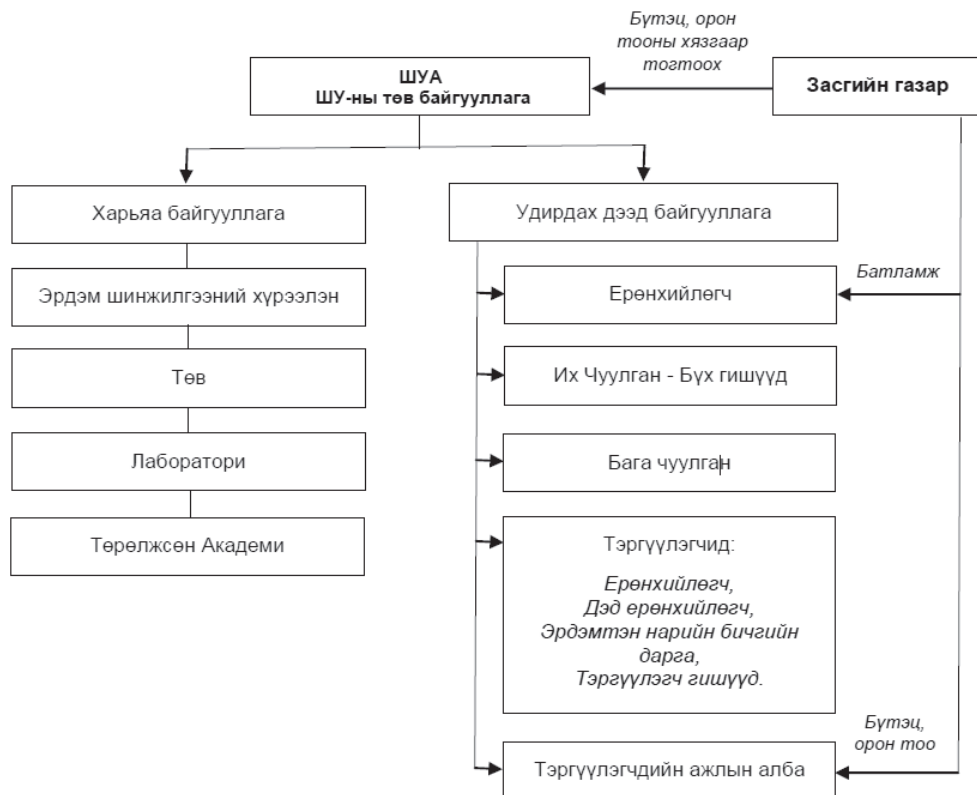 Бүтэц, орон
тооны хязгаар
тогтоох
ШУА
ШУ-ны төв байгууллага
Засгийн газар
Харьяа байгууллага
Удирдах дээд байгууллага
Эрдэм шинжилгээний хүрээлэн
Ерөнхийлөгч
Батламж
Төв
Их Чуулган - Бүх гишүүд
Лаборатори
Бага чуулган
Төрөлжсөн Академи
Тэргүүлэгчид:
Ерөнхийлөгч,
Дэд ерөнхийлөгч,
Эрдэмтэн нарийн бичгийн
дарга,
Тэргүүлэгч гишүүд.
Бүтэц,
орон тоо
Тэргүүлэгчдийн ажлын алба